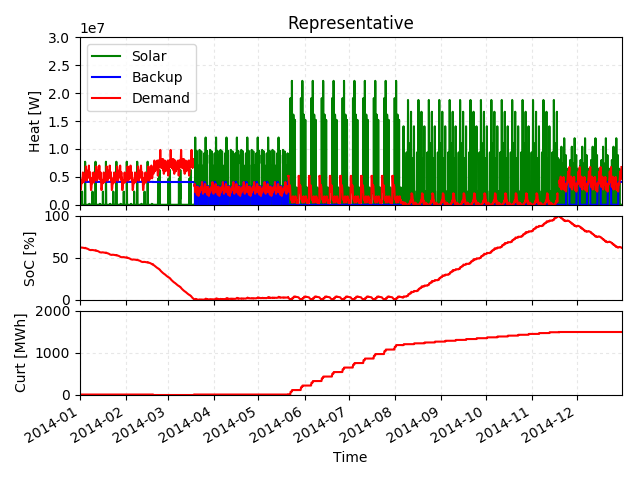 Representative
1e7
3.0
2.5
2.0
1.5
1.0
0.5
0.0
Heat [W]
Solar
Backup
Demand
100
50
0
SoC [%]
2000
1000
0
Curt [MWh]
2014-01
2014-02
2014-03
2014-04
2014-05
2014-06
2014-07
2014-08
2014-09
2014-10
2014-11
2014-12
Time